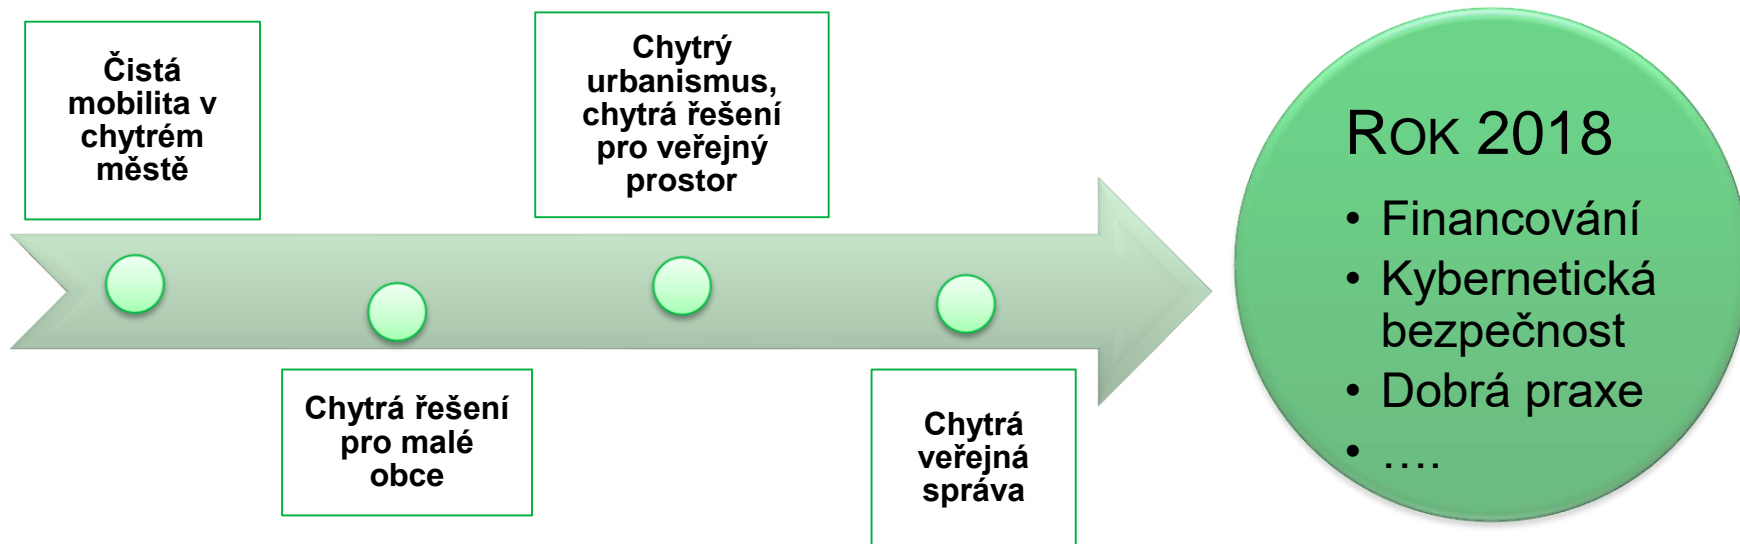 Čistá
mobilita v
chytrém
městě
Chytrá řešení
pro malé
obce
Chytrý
urbanismus,
chytrá řešení
pro veřejný
prostor
Chytrá
veřejná
správa
ROK 2018
• Financování
• Kybernetická
bezpečnost
• Dobrá praxe
• ….